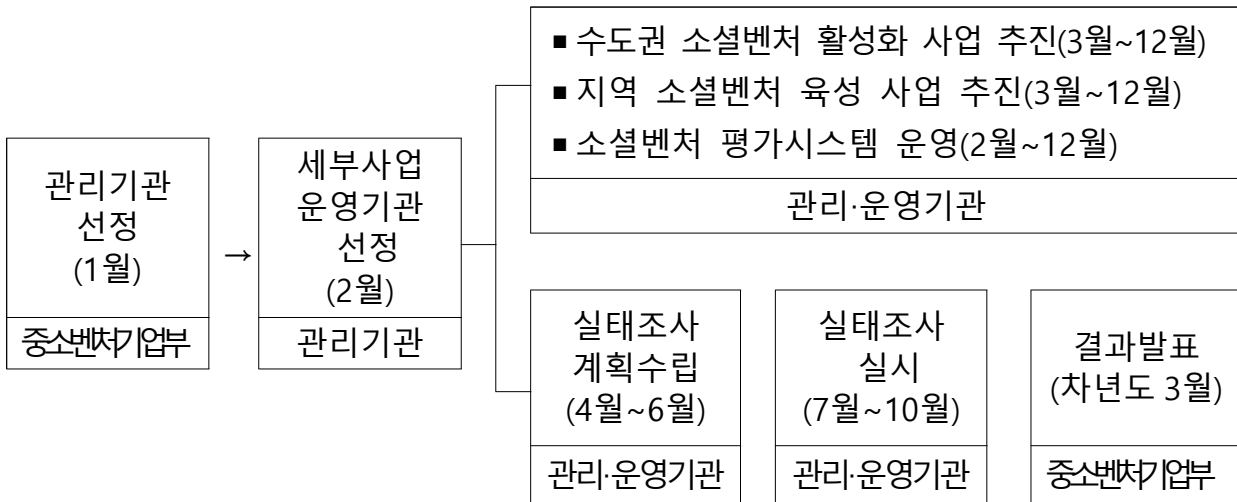 관리기관
선정
(1월)
중소벤처기업부
→
세부사업
운영기관
선정
(2월)
관리기관
▪ 수도권 소셜벤처 활성화 사업 추진(3월~12월)
▪ 지역 소셜벤처 육성 사업 추진(3월~12월)
▪ 소셜벤처 평가시스템 운영(2월~12월)
관리·운영기관
실태조사
계획수립
(4월~6월)
관리·운영기관
실태조사
실시
(7월~10월)
관리·운영기관
결과발표
(차년도 3월)
중소벤처기업부